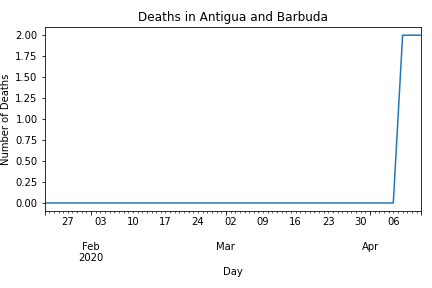 Deaths in Antigua and Barbuda
2.00
1.75
1.50
1.25
1.00
0.75
0.50
0.25
0.00
Number of Deaths
27 03 10 17 24 02 09 16 23 30 06
Feb Mar Apr
2020
Day